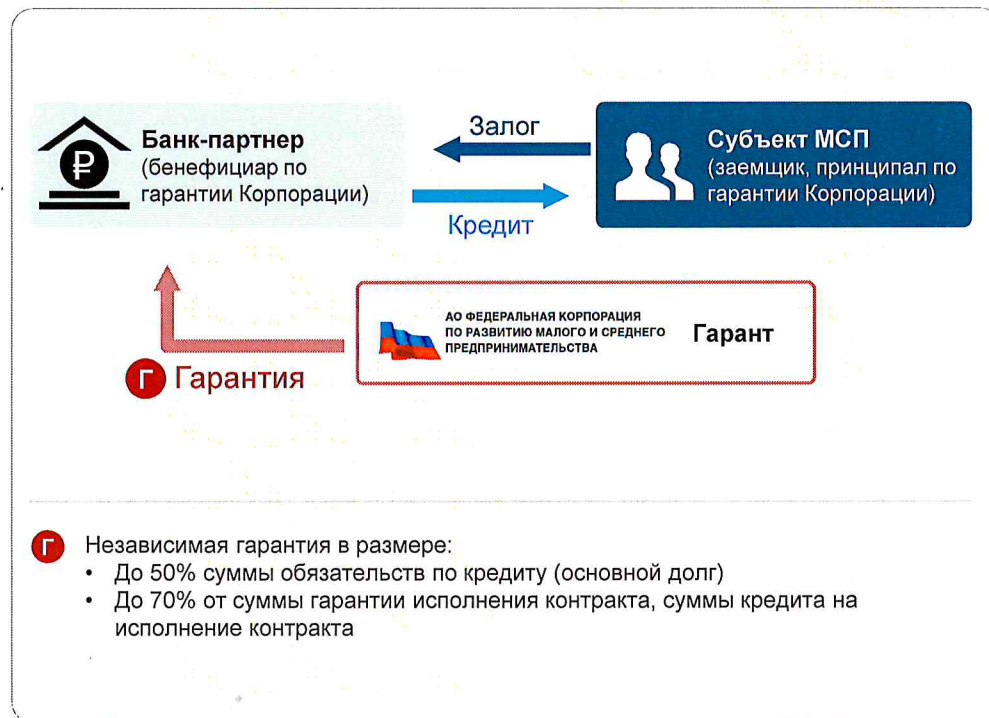 Банк-партнер
(бенефициар по
гарантии Корпорации)
Залог
Кредит
Субъект МСП
(заемщик, принципал по
гарантии Корпорации)
АО ФЕДЕРАЛЬНАЯ КОРПОРАЦИЯ
ПО РАЗВИТИЮ МАЛОГО И СРЕДНЕГО
ПРЕДПРИНИМАТЕЛЬСТВА
Гарант
Г Гарантия
Г Независимая гарантия в размере:
• До 50% суммы обязательств по кредиту (основной долг)
• До 70% от суммы гарантии исполнения контракта, суммы кредита на
исполнение контракта